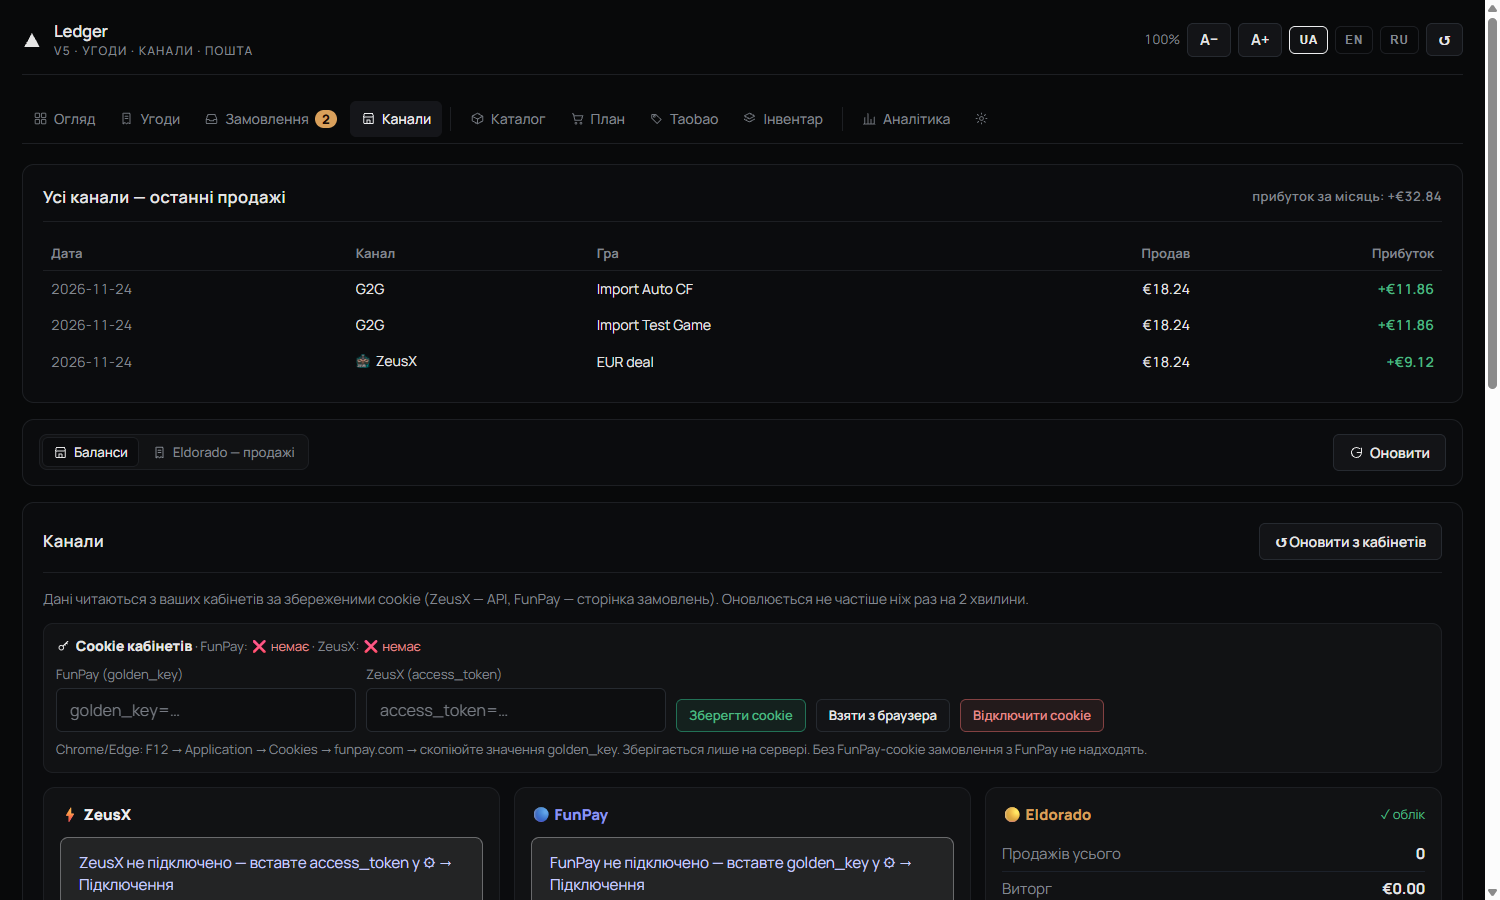 Ledger
V5 · УГОДИ · КАНАЛИ · ПОШТА
100% A− A+ UA EN RU ↺
Огляд Угоди Замовлення 2 Канали Каталог План Taobao Інвентар Аналітика
Усі канали — останні продажі
прибуток за місяць: +€32.84
Дата Канал Гра Продав Прибуток
2026-11-24 G2G Import Auto CF €18.24 +€11.86
2026-11-24 G2G Import Test Game €18.24 +€11.86
2026-11-24 ZeusX EUR deal €18.24 +€9.12
Баланси Eldorado — продажі Оновити
Канали
↺ Оновити з кабінетів
Дані читаються з ваших кабінетів за збереженими cookie (ZeusX — API, FunPay — сторінка замовлень). Оновлюється не частіше ніж раз на 2 хвилини.
Cookie кабінетів · FunPay: ❌ немає · ZeusX: ❌ немає
FunPay (golden_key) ZeusX (access_token)
golden_key=… access_token=… Зберегти cookie Взяти з браузера Відключити cookie
Chrome/Edge: F12 → Application → Cookies → funpay.com → скопіюйте значення golden_key. Зберігається лише на сервері. Без FunPay-cookie замовлення з FunPay не надходять.
ZeusX
ZeusX не підключено — вставте access_token у ⚙ →
Підключення
FunPay
FunPay не підключено — вставте golden_key у ⚙ →
Підключення
Eldorado ✓ облік
Продажів усього 0
Виторг €0.00